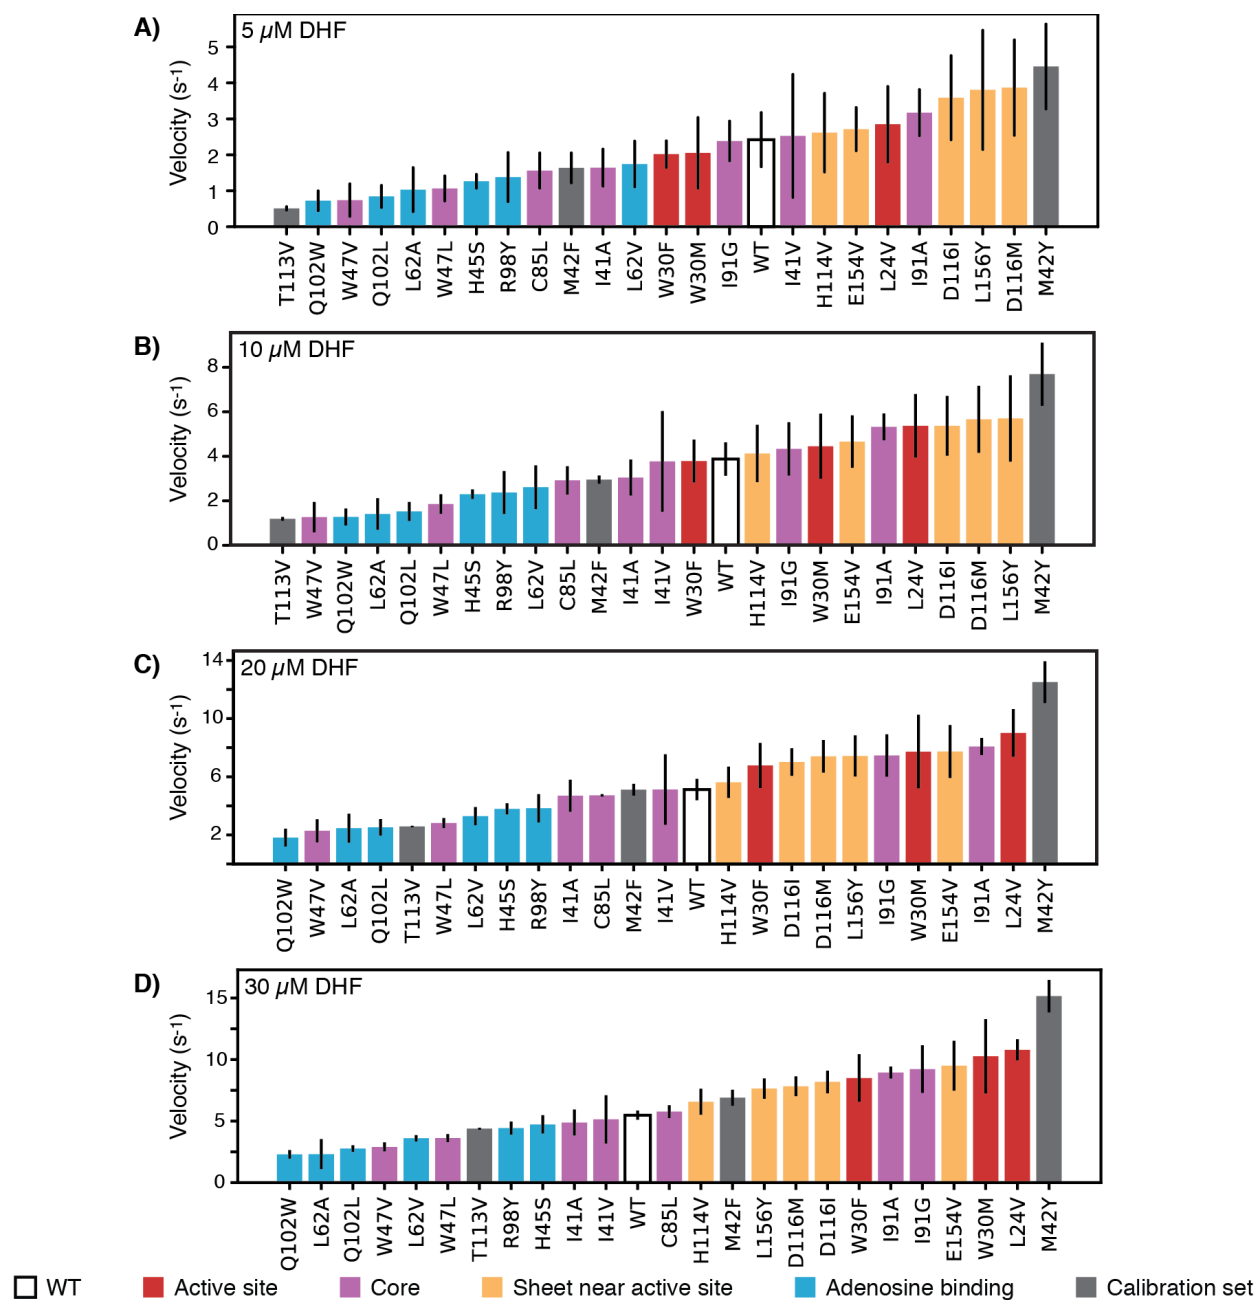 A)
5 µM DHF
Velocity (s-1)
5
4
3
2
1
0
T113V Q102W W47V Q102L L62A W47L H45S R98Y C85L M42F I41A L62V W30F W30M I91G WT I41V H114V E154V L24V I91A D116I L156Y D116M M42Y
B)
10 µM DHF
Velocity (s-1)
8
6
4
2
0
T113V W47V Q102W L62A Q102L W47L H45S R98Y L62V C85L M42F I41A I41V W30F WT H114V I91G W30M E154V I91A L24V D116I D116M L156Y M42Y
C)
20 µM DHF
Velocity (s-1)
14
10
6
2
Q102W W47V L62A Q102L T113V W47L L62V H45S R98Y I41A C85L M42F I41V WT H114V W30F D116I D116M L156Y I91G W30M E154V I91A L24V M42Y
D)
30 µM DHF
Velocity (s-1)
15
10
5
0
Q102W L62A Q102L W47V L62V W47L T113V R98Y H45S I41A I41V WT C85L H114V M42F L156Y D116M D116I W30F I91A I91G E154V W30M L24V M42Y
WT Active site Core Sheet near active site Adenosine binding Calibration set